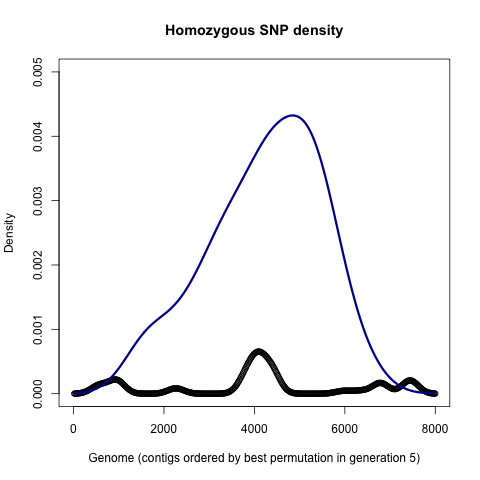 Homozygous SNP density
Density
0.005
0.004
0.003
0.002
0.001
0.000
0 2000 4000 6000 8000
Genome (contigs ordered by best permutation in generation 5)